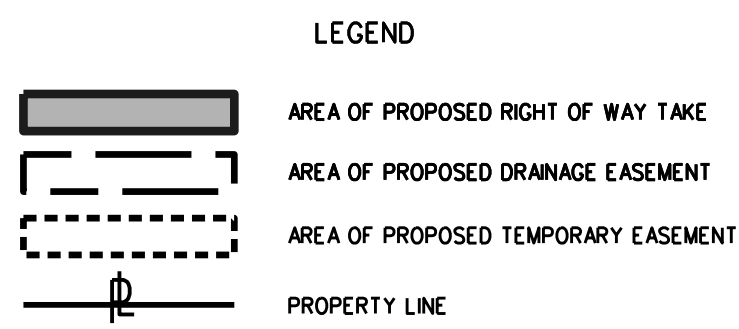 LEGEND
AREA OF PROPOSED RIGHT OF WAY TAKE
AREA OF PROPOSED DRAINAGE EASEMENT
AREA OF PROPOSED TEMPORARY EASEMENT
PL PROPERTY LINE